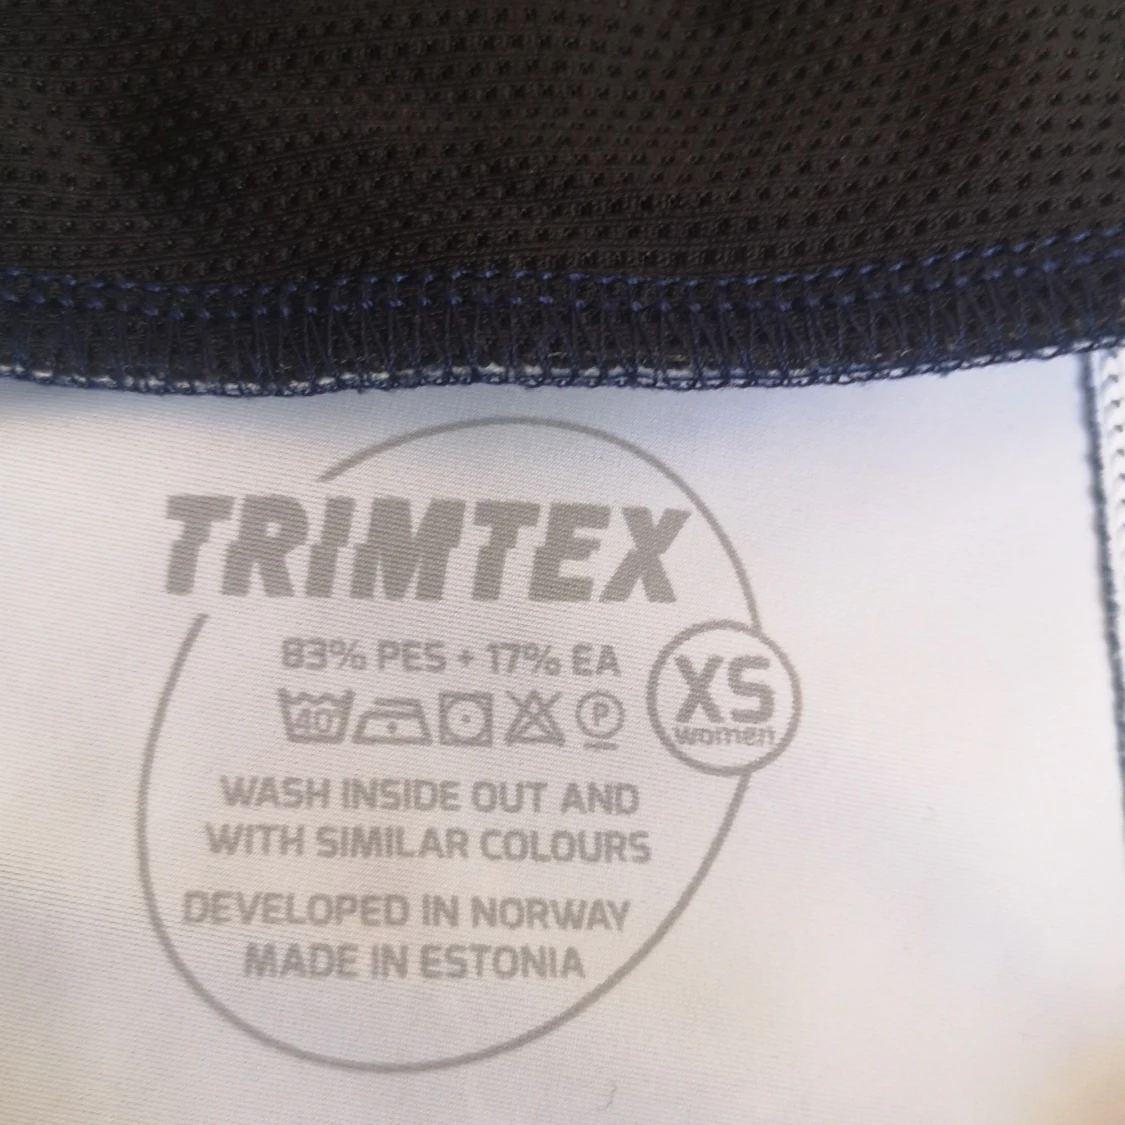 TRIMTEX
83% PES + 17% EA
40 P
XS
women
WASH INSIDE OUT AND
WITH SIMILAR COLOURS
DEVELOPED IN NORWAY
MADE IN ESTONIA